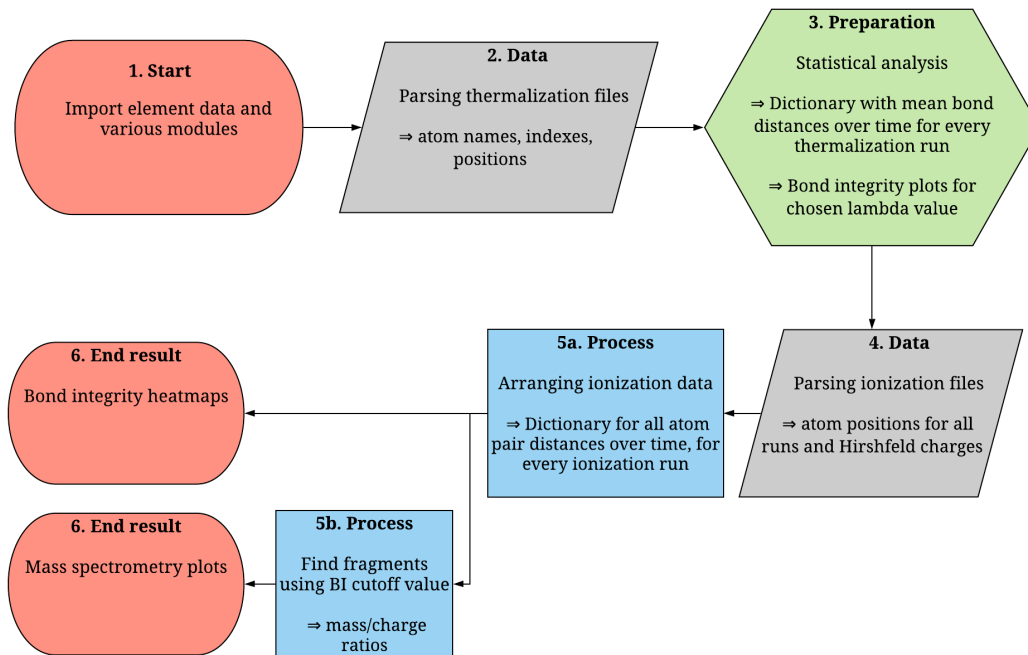 1. Start
Import element data and
various modules
2. Data
Parsing thermalization files
⇒ atom names, indexes,
positions
3. Preparation
Statistical analysis
⇒ Dictionary with mean bond
distances over time for every
thermalization run
⇒ Bond integrity plots for
chosen lambda value
4. Data
Parsing ionization files
⇒ atom positions for all
runs and Hirshfeld charges
5a. Process
Arranging ionization data
⇒ Dictionary for all atom
pair distances over time, for
every ionization run
6. End result
Bond integrity heatmaps
5b. Process
Find fragments
using BI cutoff value
⇒ mass/charge
ratios
6. End result
Mass spectrometry plots